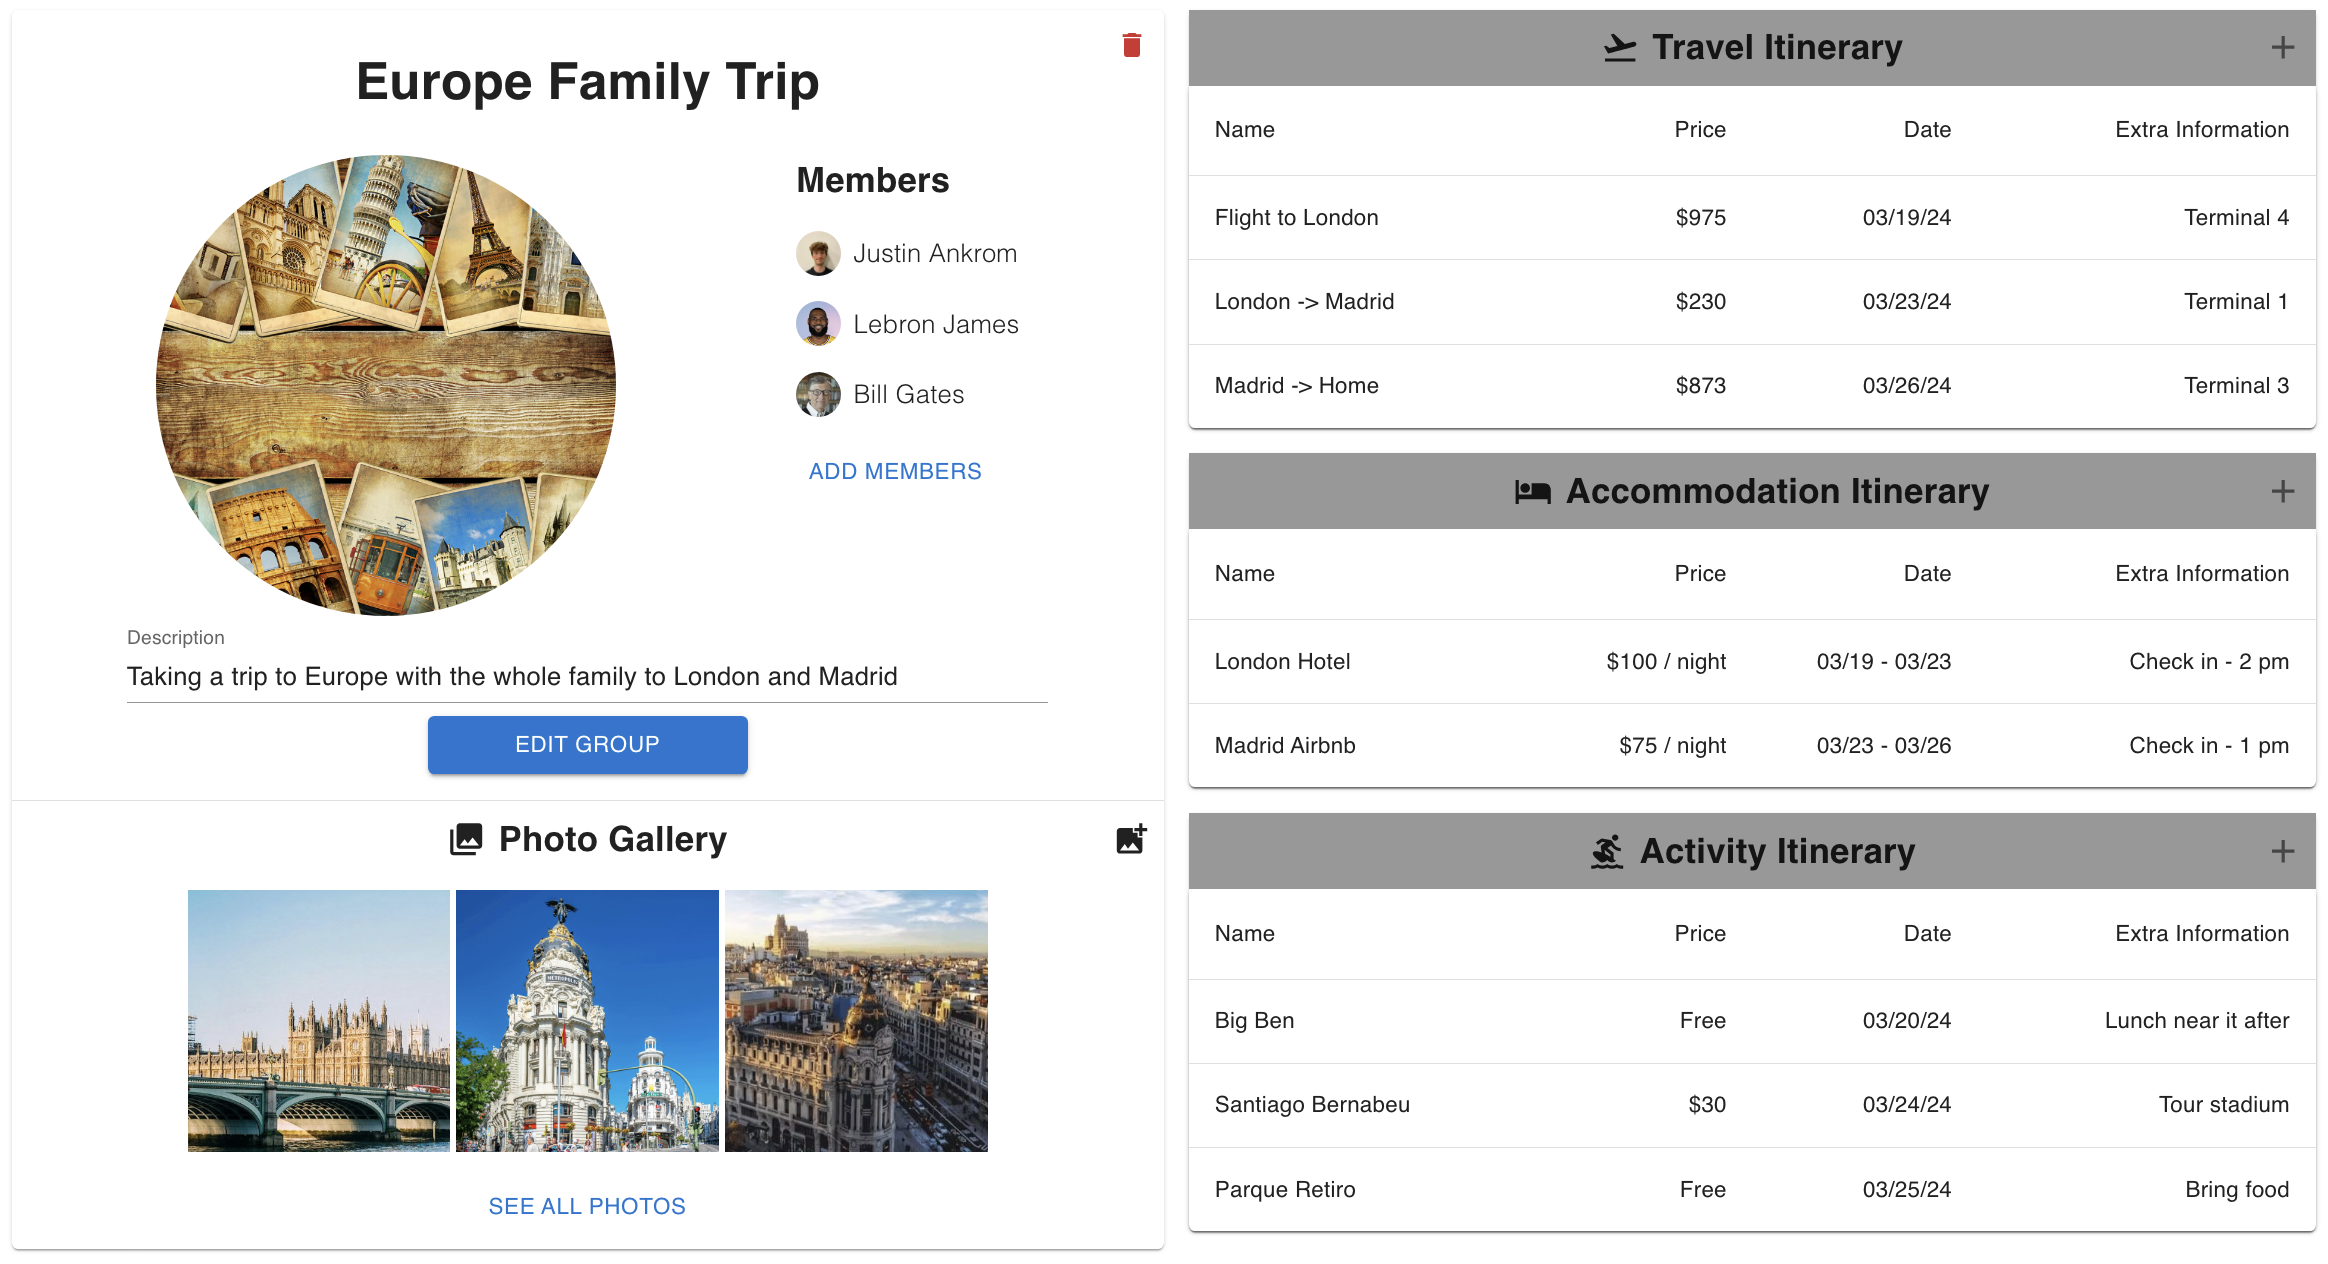 Europe Family Trip
Members
Justin Ankrom
Lebron James
Bill Gates
ADD MEMBERS
Description
Taking a trip to Europe with the whole family to London and Madrid
EDIT GROUP
Photo Gallery
METROPOLIS
SEE ALL PHOTOS
Travel Itinerary
Name Price Date Extra Information
Flight to London $975 03/19/24 Terminal 4
London -> Madrid $230 03/23/24 Terminal 1
Madrid -> Home $873 03/26/24 Terminal 3
Accommodation Itinerary
Name Price Date Extra Information
London Hotel $100 / night 03/19 - 03/23 Check in - 2 pm
Madrid Airbnb $75 / night 03/23 - 03/26 Check in - 1 pm
Activity Itinerary
Name Price Date Extra Information
Big Ben Free 03/20/24 Lunch near it after
Santiago Bernabeu $30 03/24/24 Tour stadium
Parque Retiro Free 03/25/24 Bring food